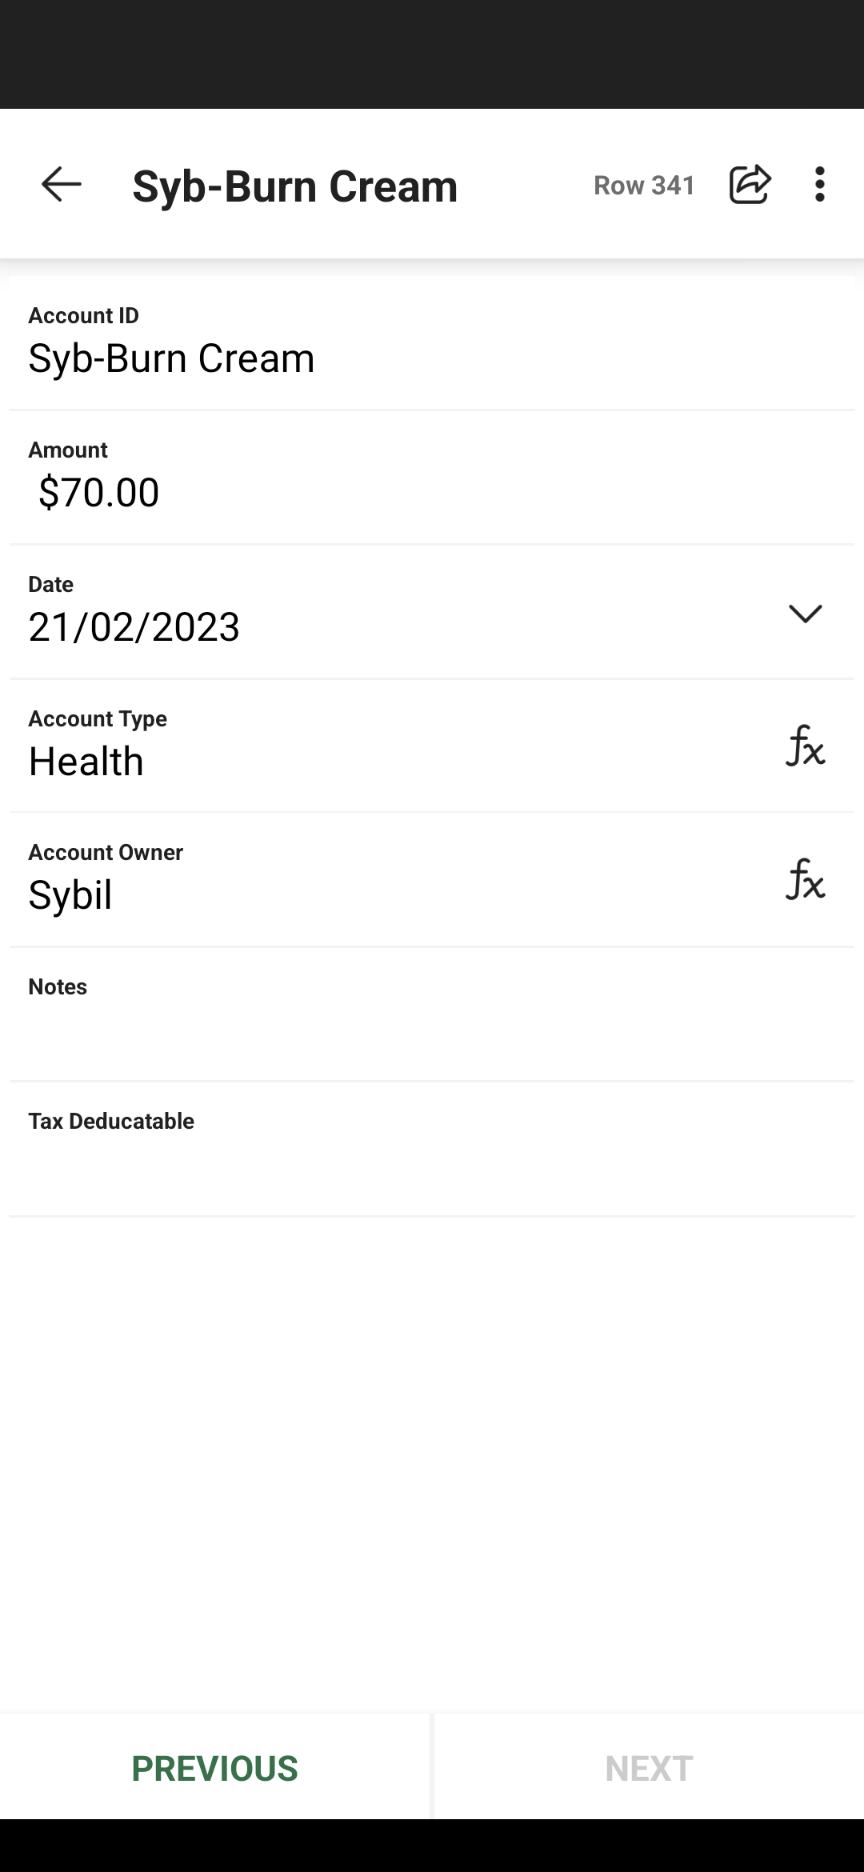 Syb-Burn Cream
Row 341
Account ID
Syb-Burn Cream
Amount
$70.00
Date
21/02/2023
Account Type
Health
fx
Account Owner
Sybil
fx
Notes
Tax Deducatable
PREVIOUS
NEXT